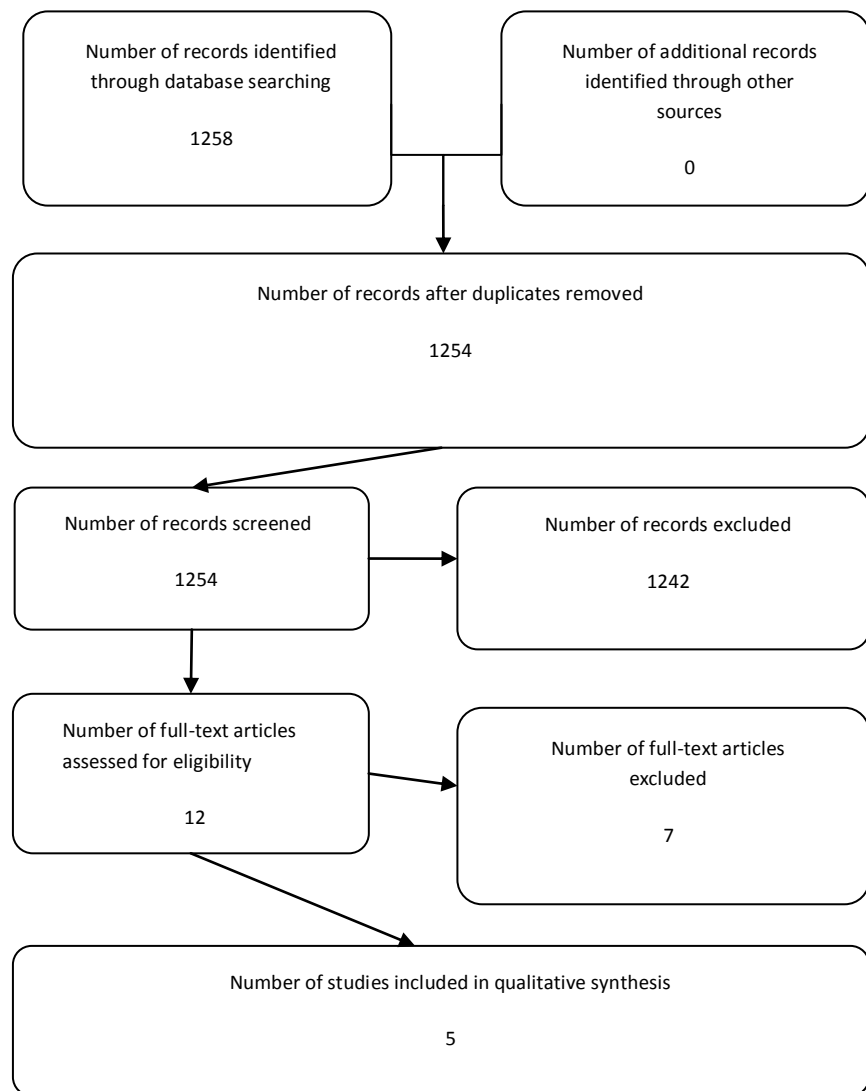 Number of records identified
through database searching
1258
Number of additional records
identified through other
sources
0
Number of records after duplicates removed
1254
Number of records screened
1254
Number of records excluded
1242
Number of full-text articles
assessed for eligibility
12
Number of full-text articles
excluded
7
Number of studies included in qualitative synthesis
5